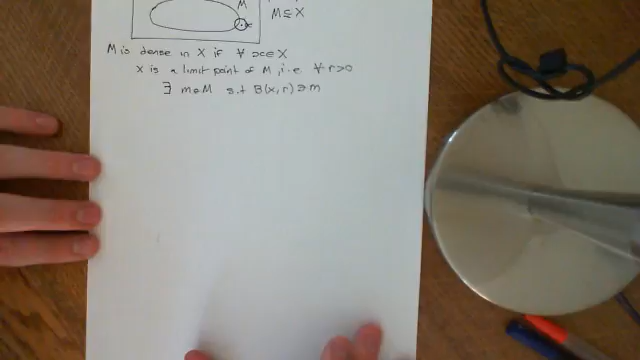 M
x
M ⊆ X
M is dense in X if ∀ x∈X
x is a limit point of M, i.e. ∀ r>0
∃ m∈M s.t B(x,r)∋m